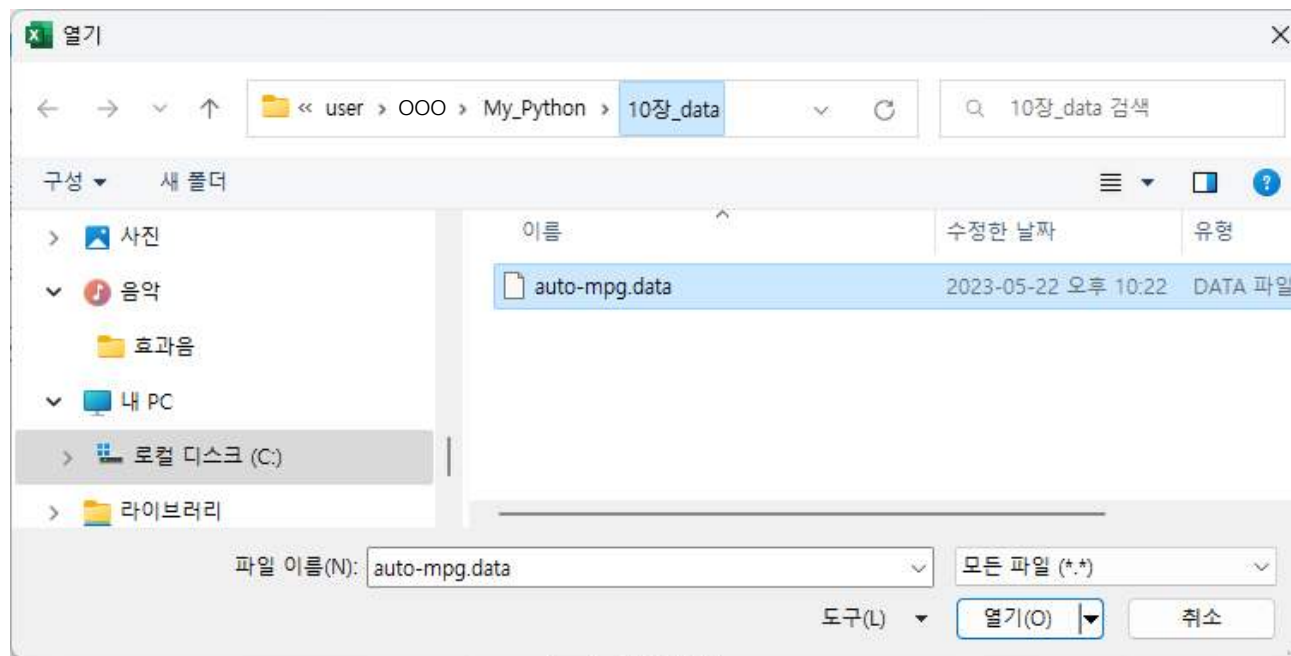 열기
« user > OOO > My_Python > 10장_data
10장_data 검색
구성
새 폴더
이름
수정한 날짜
유형
사진
음악
효과음
내 PC
로컬 디스크 (C:)
라이브러리
auto-mpg.data
2023-05-22 오후 10:22
DATA 파일
파일 이름(N):
auto-mpg.data
모든 파일 (*.*)
도구(L)
열기(O)
취소